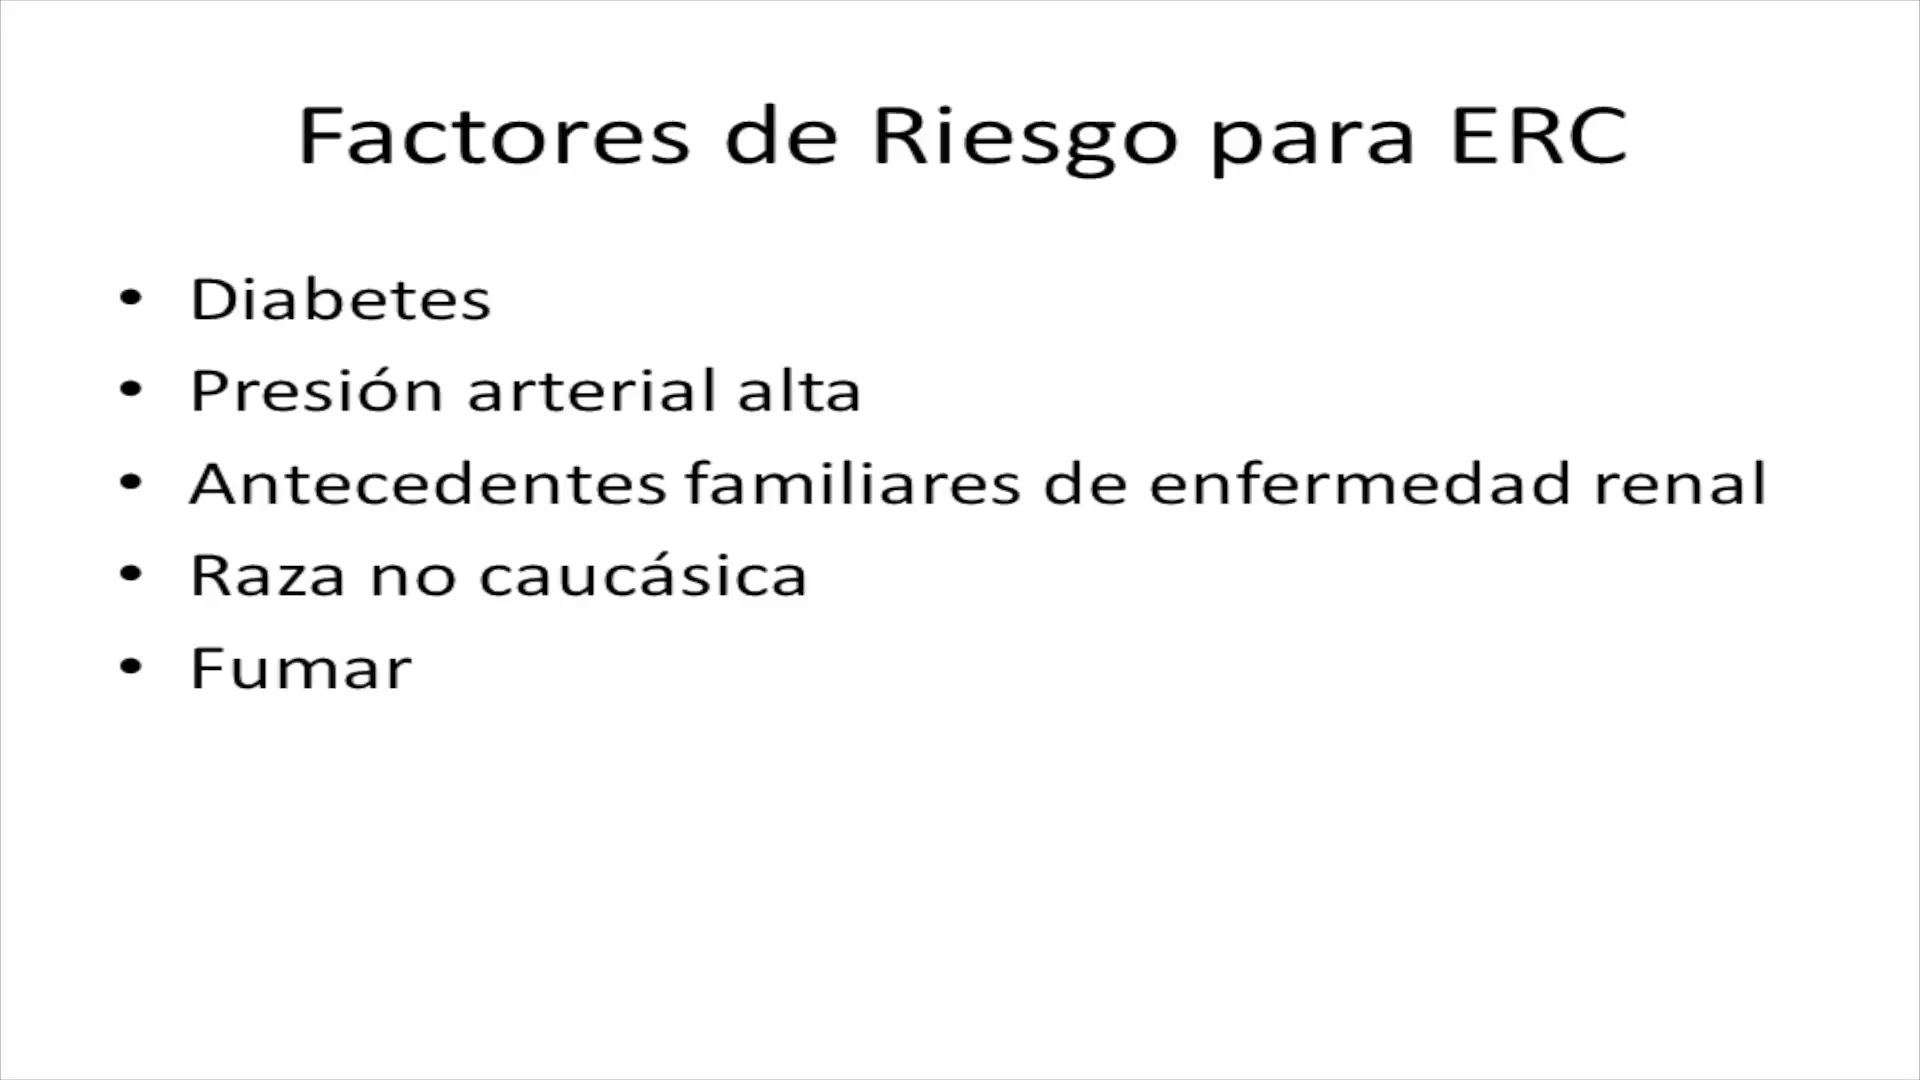 Factores de Riesgo para ERC
• Diabetes
• Presión arterial alta
• Antecedentes familiares de enfermedad renal
• Raza no caucásica
• Fumar